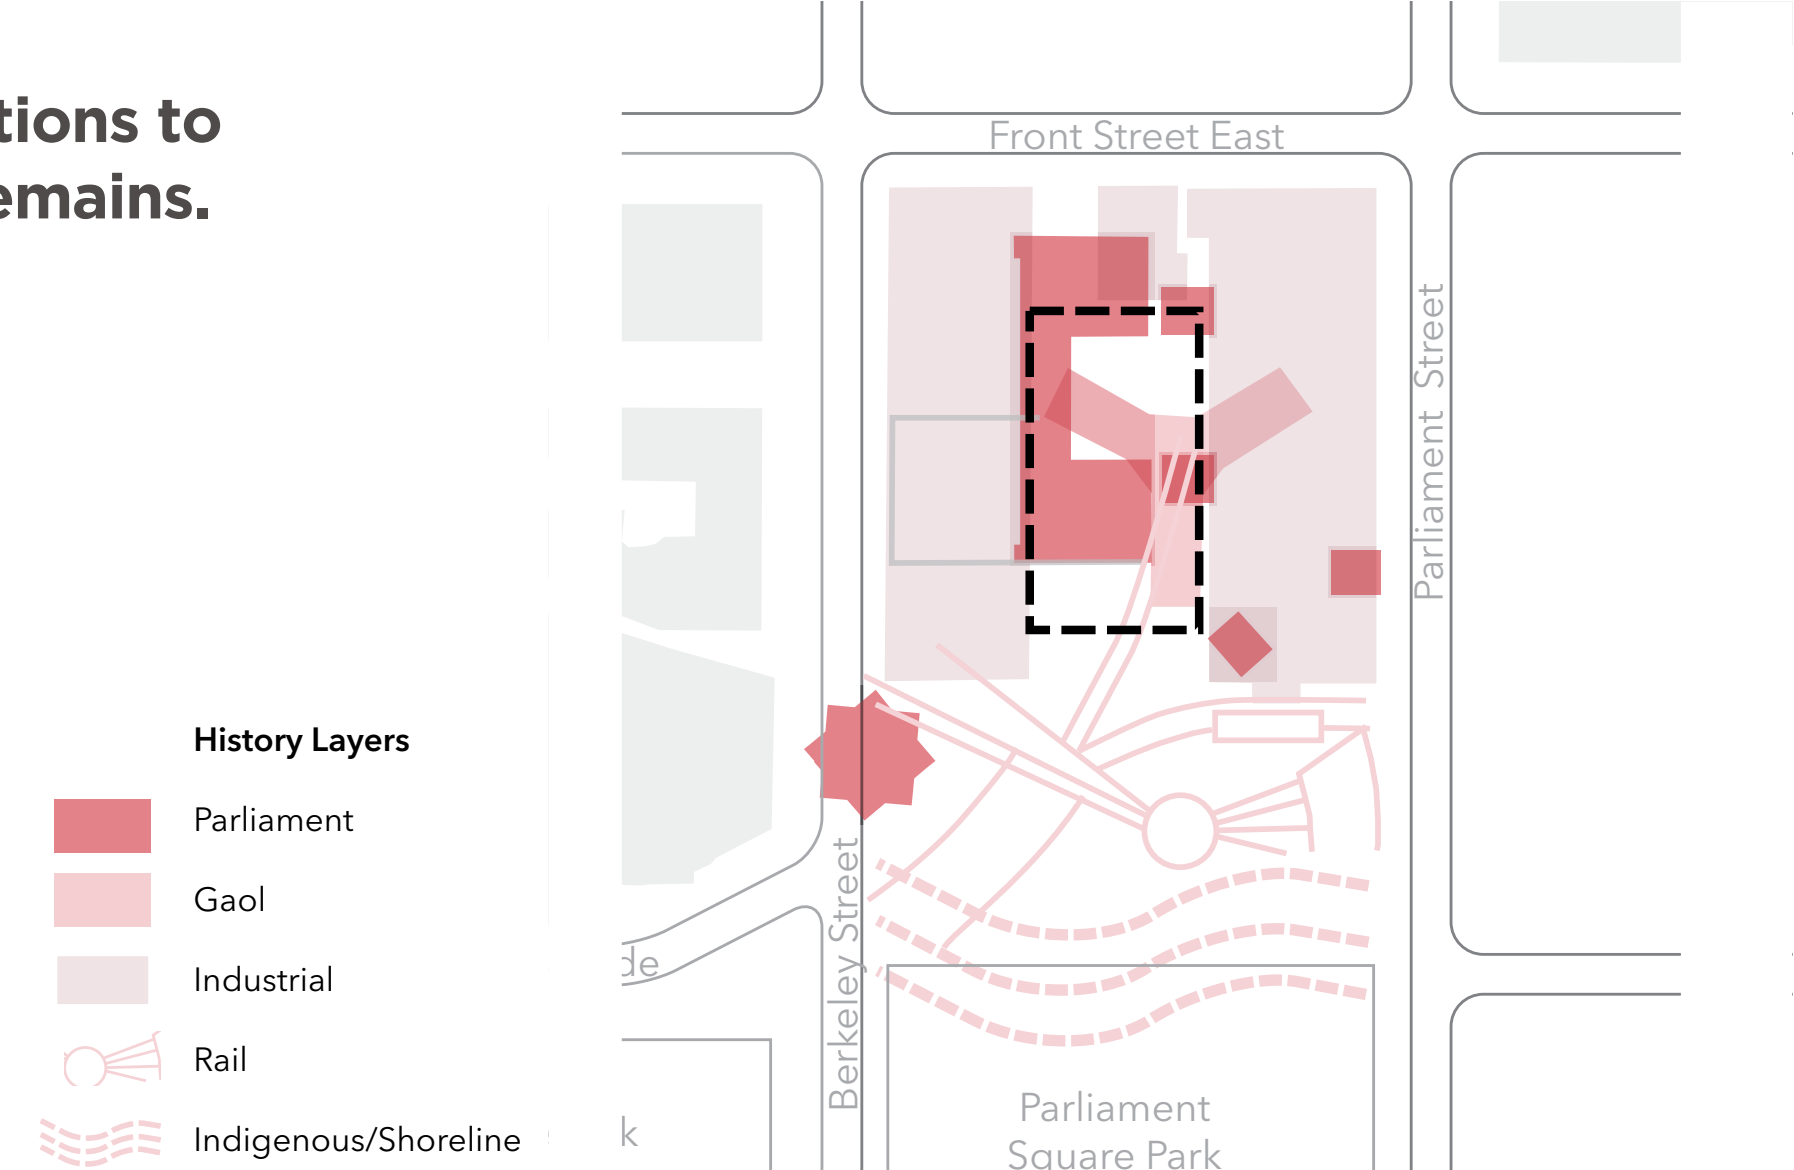 tions to
emains.
Front Street East
Parliament Street
History Layers
Parliament
Gaol
Industrial
Rail
Indigenous/Shoreline
de
Berkeley Street
k
Parliament
Square Park